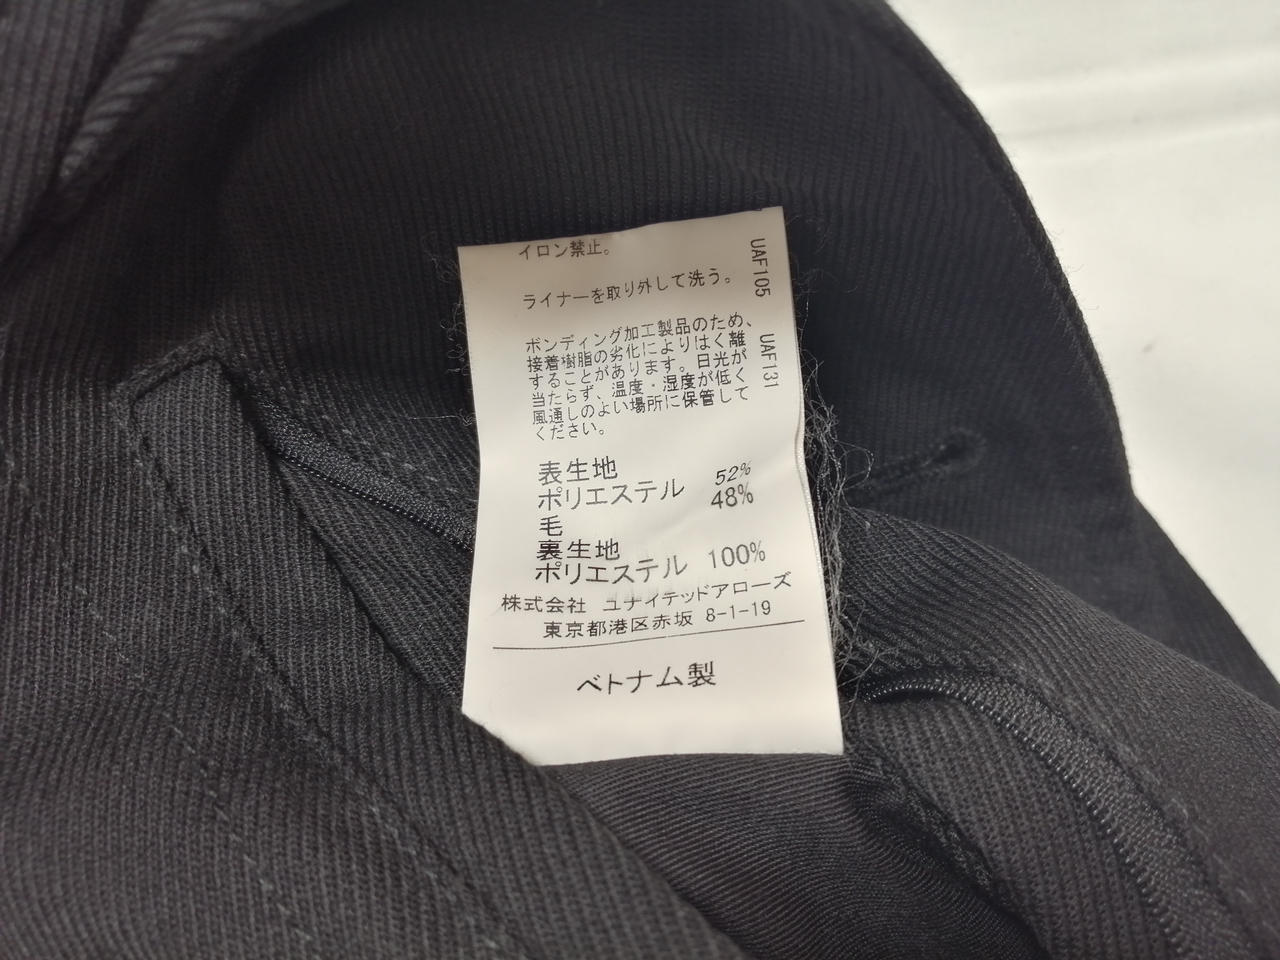 イロン禁止。
ライナーを取り外して洗う。
ボンディング加工製品のため、
接着樹脂の劣化によりはく離
することがあります。日光が
当たらず、温度・湿度が低く
風通しのよい場所に保管して
ください。
表生地
ポリエステル 52%
毛 48%
裏生地
ポリエステル 100%
株式会社 ユナイテッドアローズ
東京都港区赤坂 8-1-19
ベトナム製
UAF105
UAF131